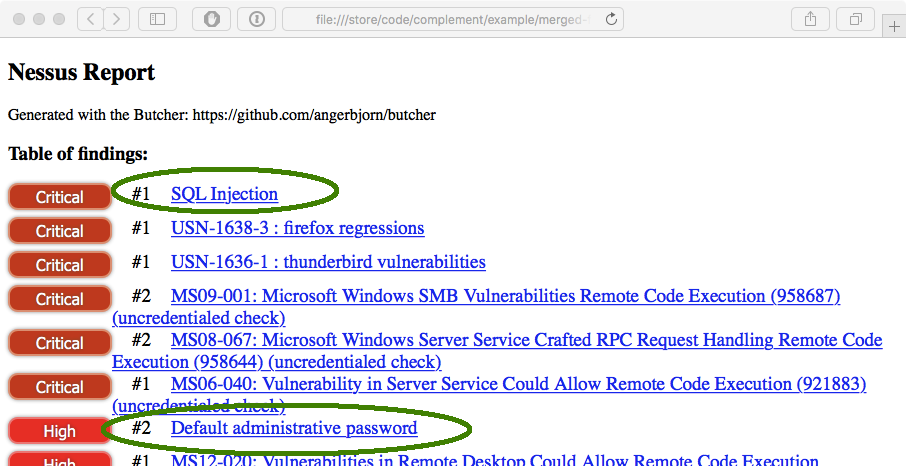 file:///store/code/complement/example/merged-
Nessus Report
Generated with the Butcher: https://github.com/angerbjorn/butcher
Table of findings:
Critical #1 SQL Injection
Critical #1 USN-1638-3 : firefox regressions
Critical #1 USN-1636-1 : thunderbird vulnerabilities
Critical #2 MS09-001: Microsoft Windows SMB Vulnerabilities Remote Code Execution (958687)
(uncredentialed check)
Critical #2 MS08-067: Microsoft Windows Server Service Crafted RPC Request Handling Remote Code
Execution (958644) (uncredentialed check)
Critical #1 MS06-040: Vulnerability in Server Service Could Allow Remote Code Execution (921883)
(uncredentialed check)
High #2 Default administrative password
High #1 MS12-020: Vulnerabilities in Remote Desktop Could Allow Remote Code Execution